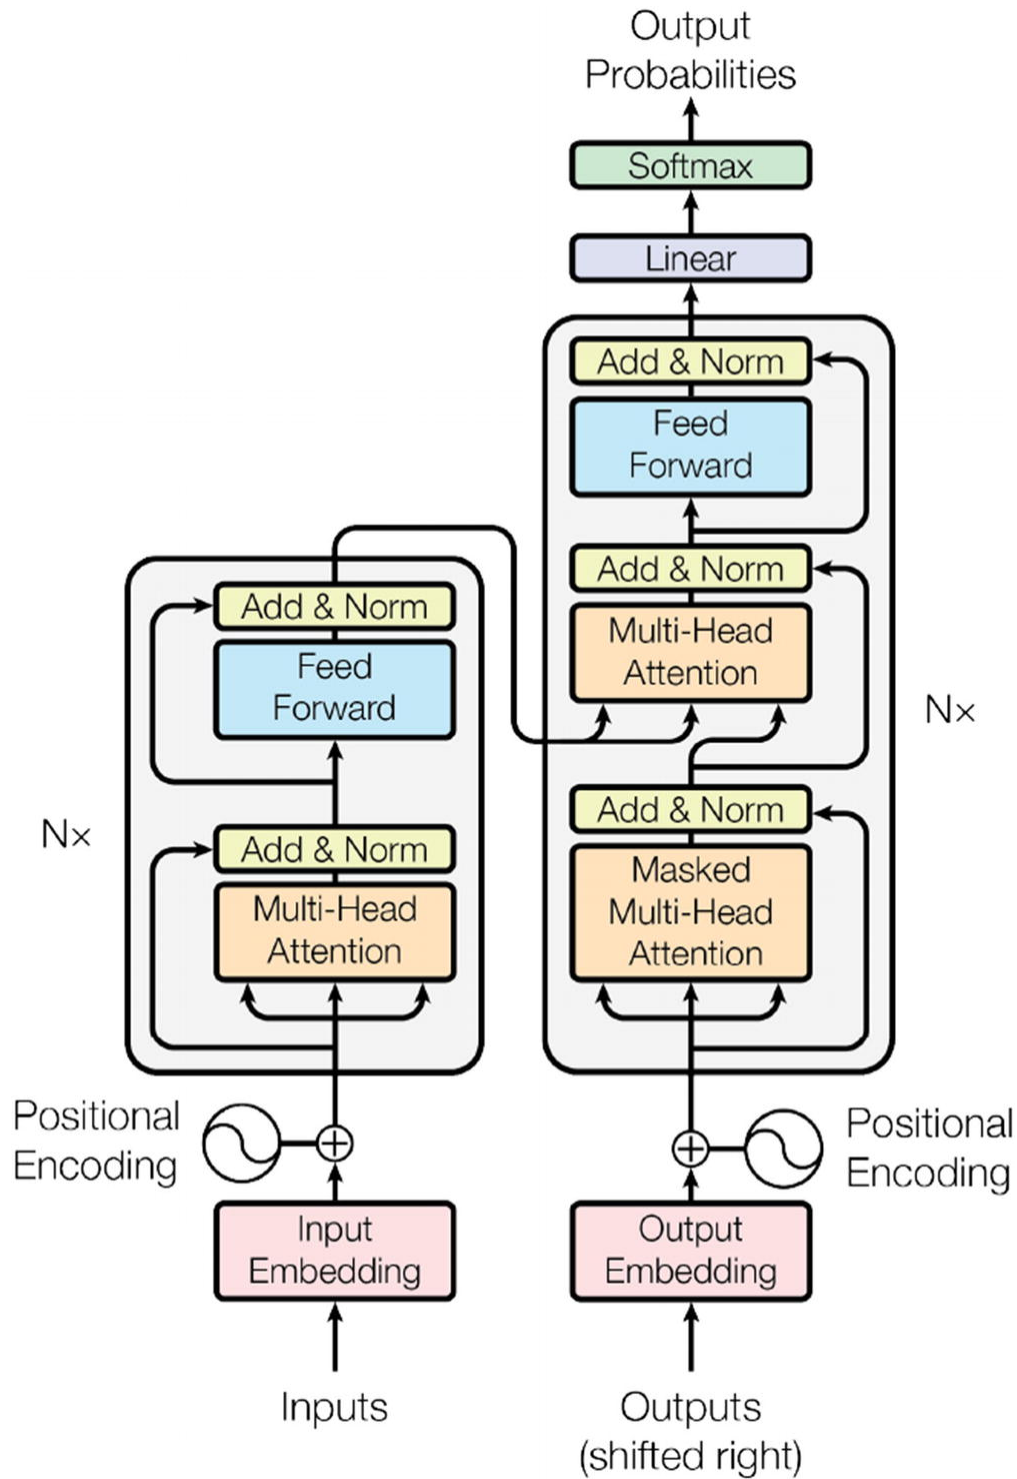 Output
Probabilities
Softmax
Linear
Add & Norm
Feed
Forward
Add & Norm
Multi-Head
Attention
Add & Norm
Masked
Multi-Head
Attention
N×
Add & Norm
Feed
Forward
Add & Norm
Multi-Head
Attention
N×
Positional
Encoding
Positional
Encoding
Input
Embedding
Output
Embedding
Inputs
Outputs
(shifted right)